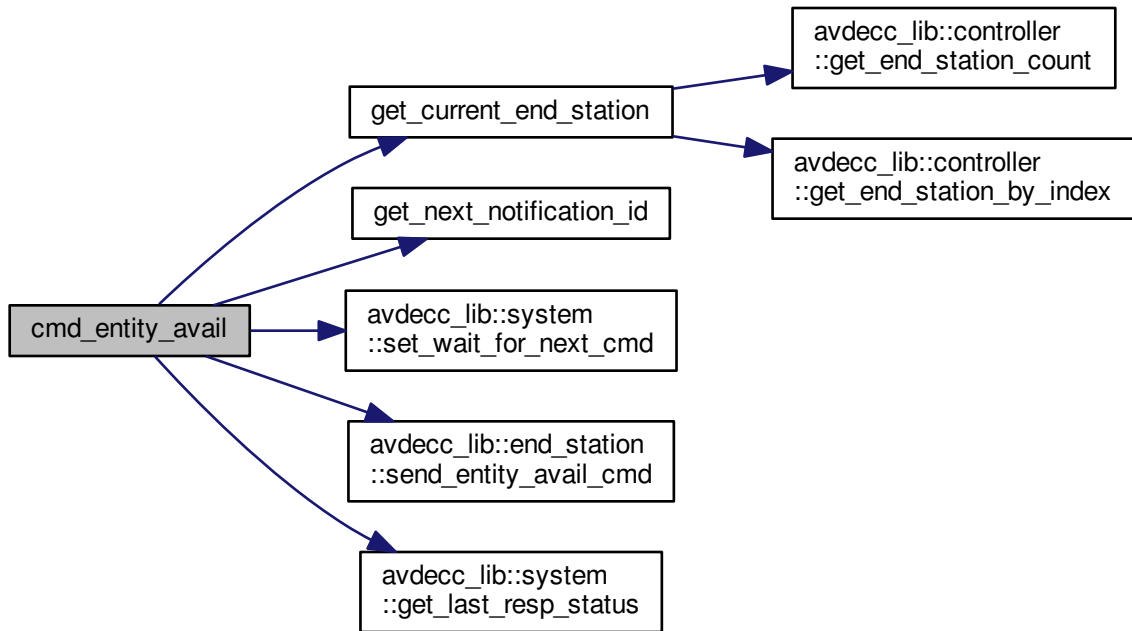 avdecc_lib::controller
::get_end_station_count
get_current_end_station
avdecc_lib::controller
::get_end_station_by_index
get_next_notification_id
cmd_entity_avail
avdecc_lib::system
::set_wait_for_next_cmd
avdecc_lib::end_station
::send_entity_avail_cmd
avdecc_lib::system
::get_last_resp_status